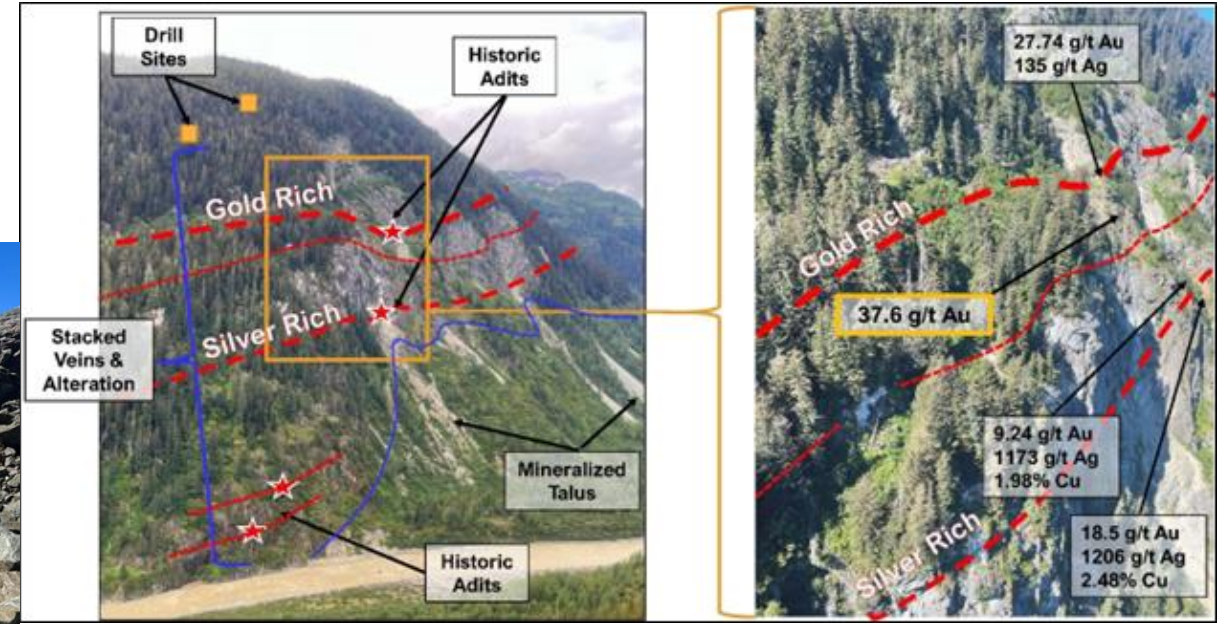 Drill
Sites
Historic
Adits
Gold Rich
Silver Rich
Stacked
Veins &
Alteration
Mineralized
Talus
Historic
Adits
27.74 g/t Au
135 g/t Ag
Gold Rich
37.6 g/t Au
9.24 g/t Au
1173 g/t Ag
1.98% Cu
Silver Rich
18.5 g/t Au
1206 g/t Ag
2.48% Cu